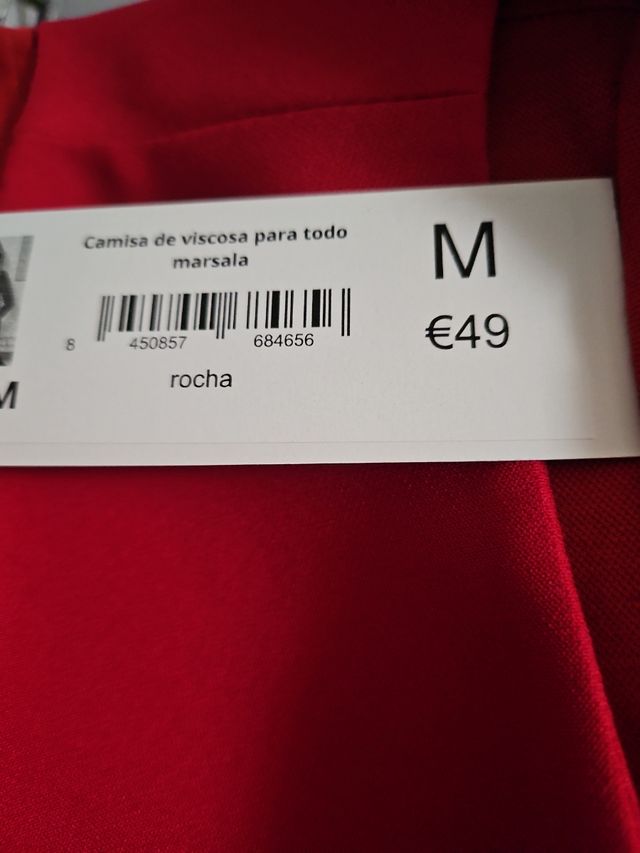 Camisa de viscosa para todo
marsala
8 450857 684656
rocha
M
€49
M